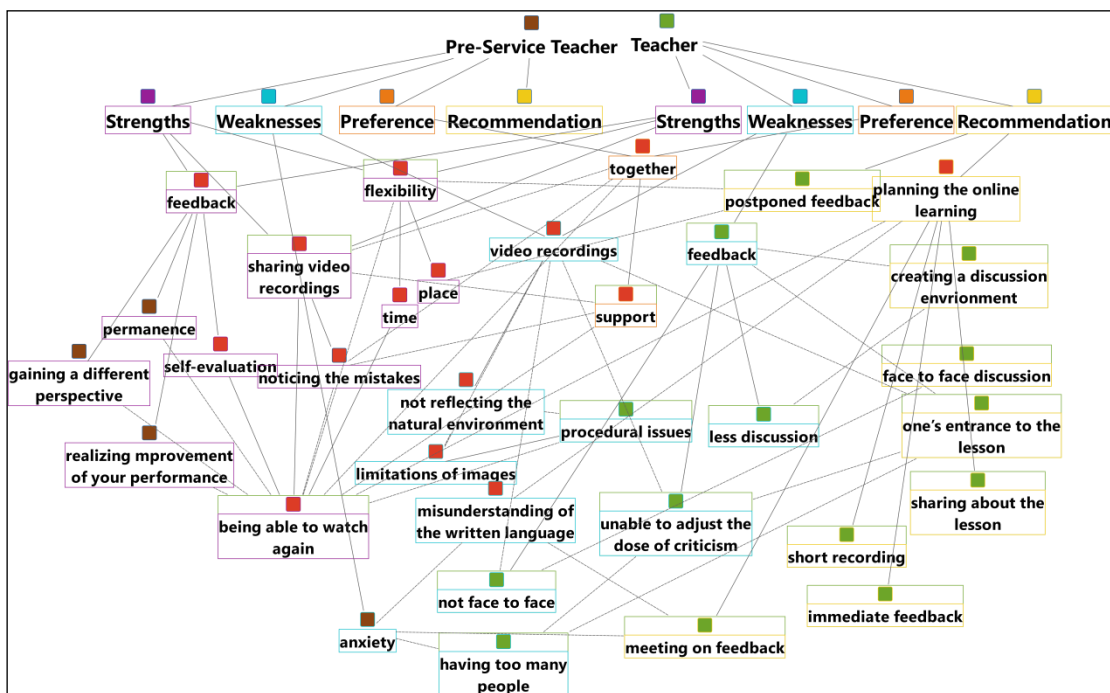 Pre-Service Teacher
Teacher
Strengths
Weaknesses
Preference
Recommendation
Strengths
Weaknesses
Preference
Recommendation
together
feedback
flexibility
postponed feedback
planning the online
learning
sharing video
recordings
video recordings
feedback
creating a discussion
envrionment
place
time
support
permanence
self-evaluation
noticing the mistakes
gaining a different
perspective
face to face discussion
not reflecting the
natural environment
procedural issues
less discussion
one's entrance to the
lesson
realizing mprovement
of your performance
limitations of images
being able to watch
again
misunderstanding of
the written language
unable to adjust the
dose of criticism
sharing about the
lesson
short recording
not face to face
immediate feedback
anxiety
having too many
people
meeting on feedback